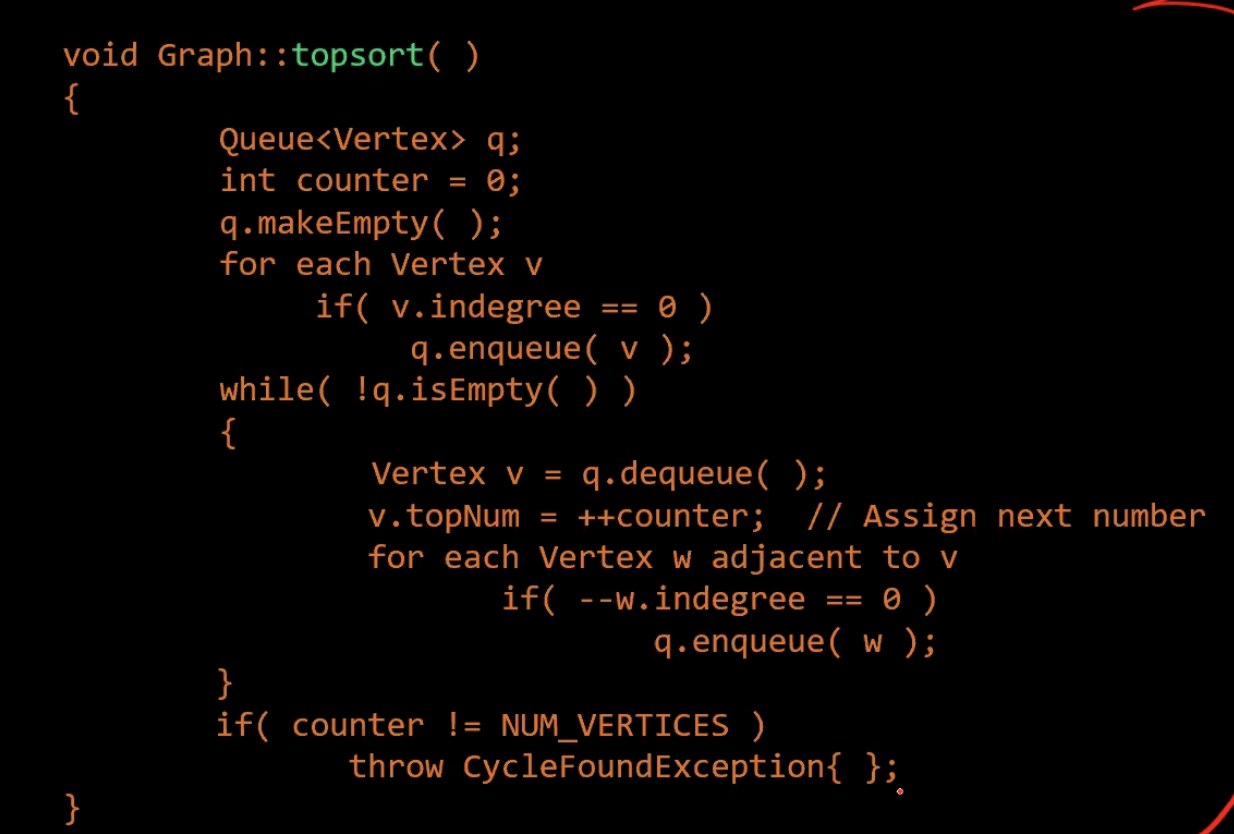 void Graph::topsort( )
{
Queue<Vertex> q;
int counter = 0;
q.makeEmpty( );
for each Vertex v
if( v.indegree == 0 )
q.enqueue( v );
while( !q.isEmpty( ) )
{
Vertex v = q.dequeue( );
v.topNum = ++counter;  // Assign next number
for each Vertex w adjacent to v
if( --w.indegree == 0 )
q.enqueue( w );
}
if( counter != NUM_VERTICES )
throw CycleFoundException{ };
}